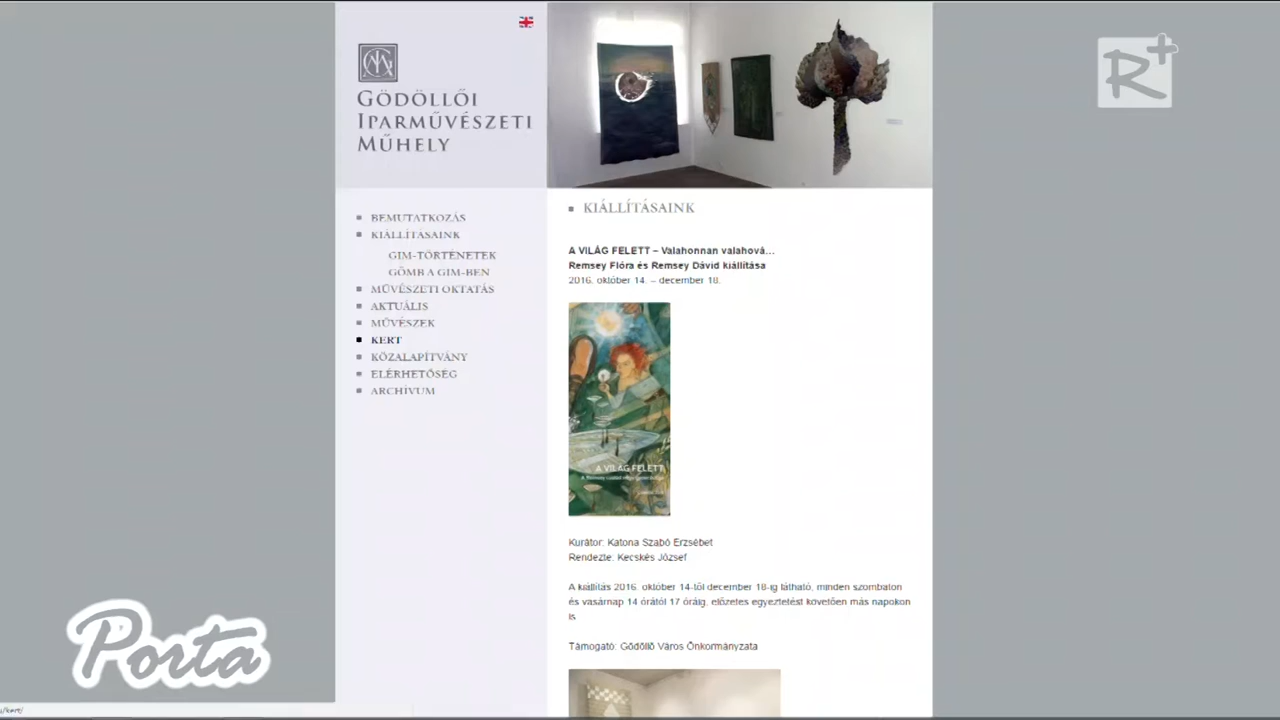 R+
GÖDÖLLŐI
IPARMŰVÉSZETI
MŰHELY
BEMUTATKOZÁS
KIÁLLÍTÁSAINK
GIM-TÖRTÉNETEK
GÖMB A GIM-BEN
MŰVÉSZETI OKTATÁS
AKTUÁLIS
MŰVÉSZEK
KERT
KÖZALAPÍTVÁNY
ELÉRHETŐSÉG
ARCHÍVUM
KIÁLLÍTÁSAINK
A VILÁG FELETT – Valahonnan valahová...
Remsey Flóra és Remsey Dávid kiállítása
2016. október 14. – december 18.
A VILÁG FELETT
Kurátor: Katona Szabó Erzsébet
Rendezte: Kecskés József
A kiállítás 2016. október 14-től december 18-ig látható, minden szombaton
és vasárnap 14 órától 17 óráig, előzetes egyeztetést követően más napokon
is.
Támogató: Gödöllő Város Önkormányzata
Porta
/kert/